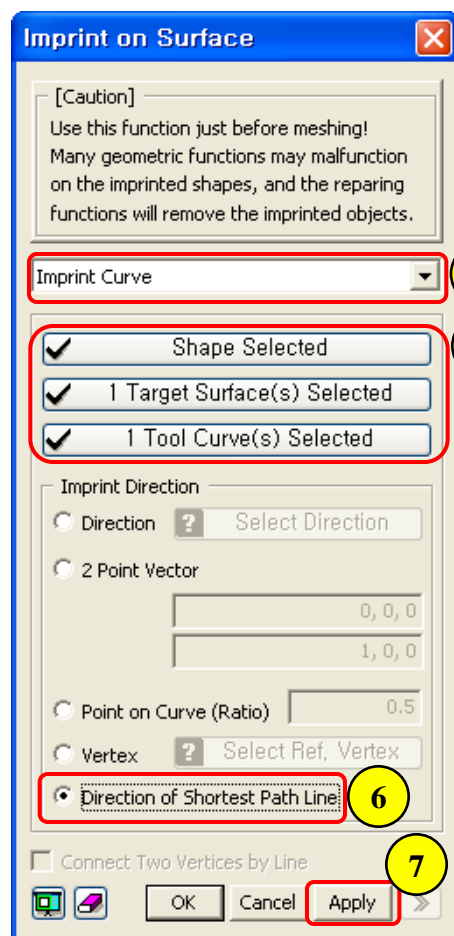 Imprint on Surface
[Caution]
Use this function just before meshing!
Many geometric functions may malfunction
on the imprinted shapes, and the reparing
functions will remove the imprinted objects.
Imprint Curve
Shape Selected
1 Target Surface(s) Selected
1 Tool Curve(s) Selected
Imprint Direction
Direction ? Select Direction
2 Point Vector
0, 0, 0
1, 0, 0
Point on Curve (Ratio) 0.5
Vertex ? Select Ref, Vertex
Direction of Shortest Path Line 6
Connect Two Vertices by Line 7
OK Cancel Apply >>